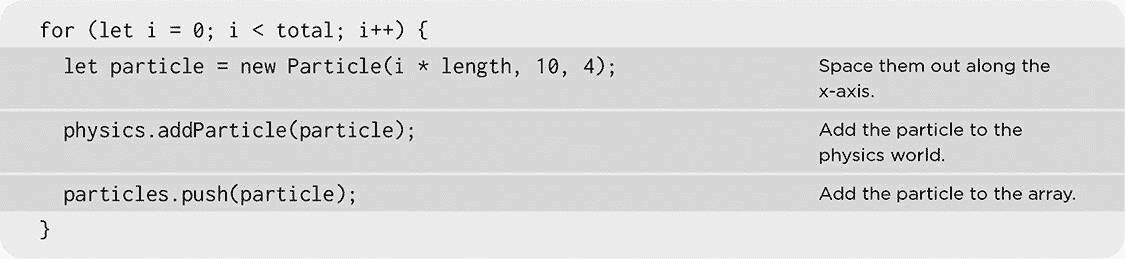 for (let i = 0; i < total; i++) {
let particle = new Particle(i * length, 10, 4);
Space them out along the
x-axis.
physics.addParticle(particle);
Add the particle to the
physics world.
particles.push(particle);
Add the particle to the array.
}